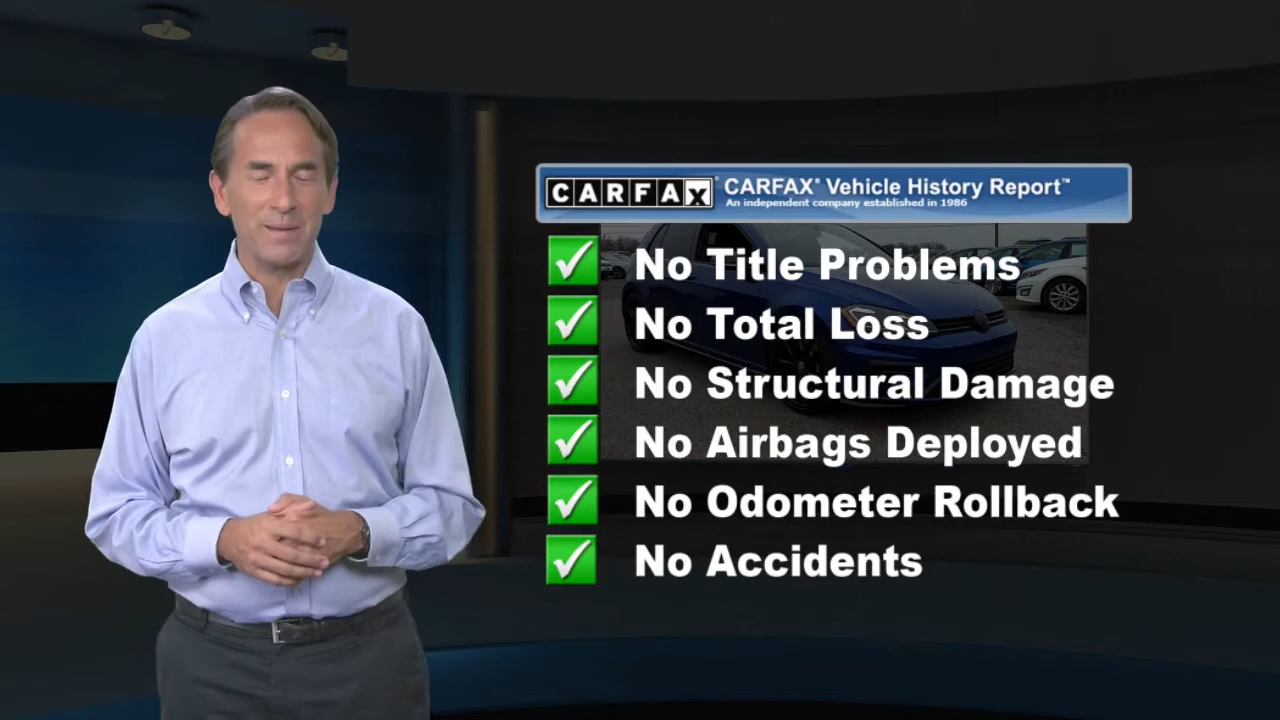 CARFAX
CARFAX® Vehicle History Report™
An independent company established in 1986
No Title Problems
No Total Loss
No Structural Damage
No Airbags Deployed
No Odometer Rollback
No Accidents